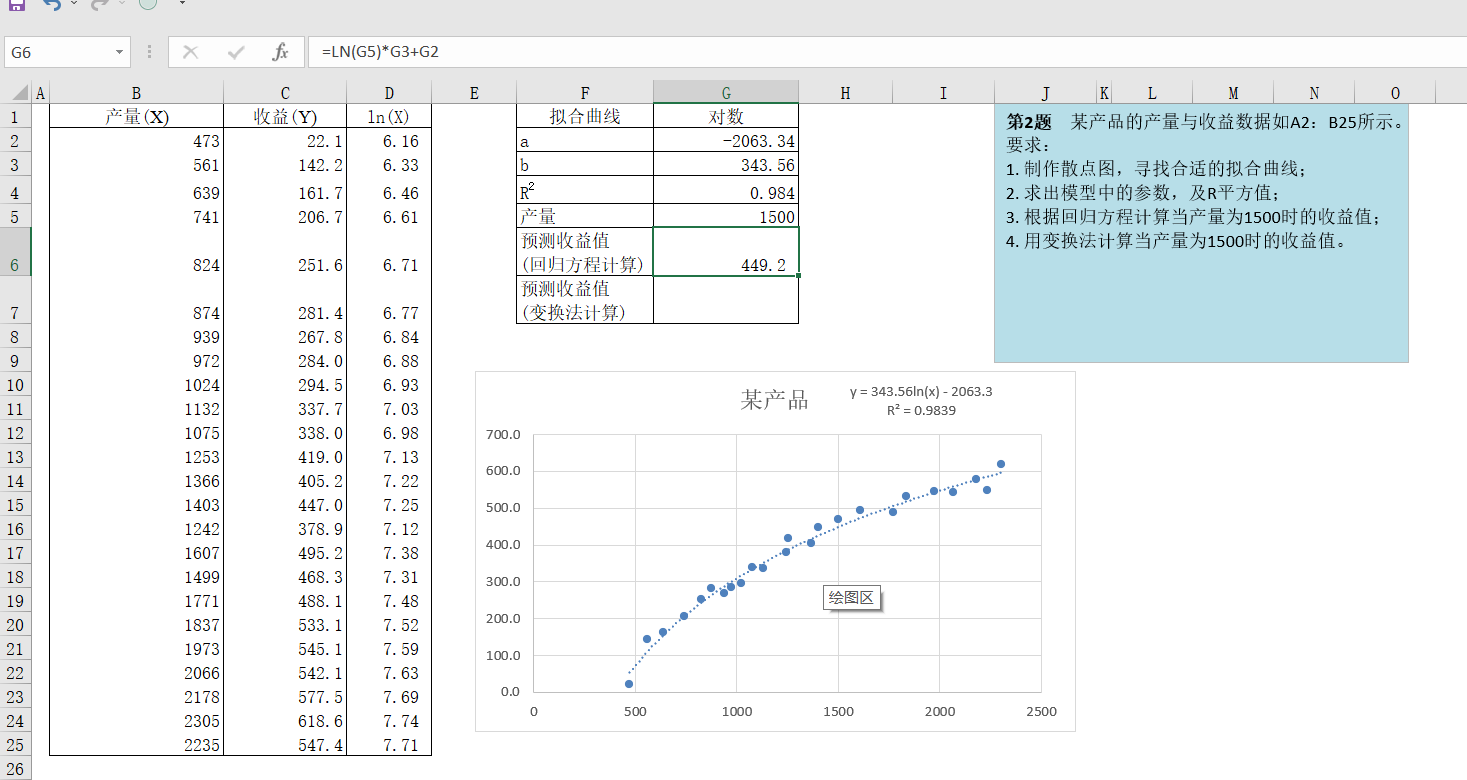 G6
fx
=LN(G5)*G3+G2
A B C D E F G H I J K L M N O
1 产量(X) 收益(Y) ln(X) 拟合曲线 对数
2 473 22.1 6.16 a -2063.34
3 561 142.2 6.33 b 343.56
4 639 161.7 6.46 R² 0.984
5 741 206.7 6.61 产量 1500
预测收益值
6 824 251.6 6.71 (回归方程计算) 449.2
预测收益值
7 874 281.4 6.77 (变换法计算)
8 939 267.8 6.84
9 972 284.0 6.88
10 1024 294.5 6.93
11 1132 337.7 7.03
12 1075 338.0 6.98
13 1253 419.0 7.13
14 1366 405.2 7.22
15 1403 447.0 7.25
16 1242 378.9 7.12
17 1607 495.2 7.38
18 1499 468.3 7.31
19 1771 488.1 7.48
20 1837 533.1 7.52
21 1973 545.1 7.59
22 2066 542.1 7.63
23 2178 577.5 7.69
24 2305 618.6 7.74
25 2235 547.4 7.71
26
第2题 某产品的产量与收益数据如A2：B25所示。
要求：
1. 制作散点图，寻找合适的拟合曲线；
2. 求出模型中的参数，及R平方值；
3. 根据回归方程计算当产量为1500时的收益值；
4. 用变换法计算当产量为1500时的收益值。
某产品
y = 343.56ln(x) - 2063.3
R² = 0.9839
700.0
600.0
500.0
400.0
300.0
200.0
100.0
0.0
绘图区
0 500 1000 1500 2000 2500